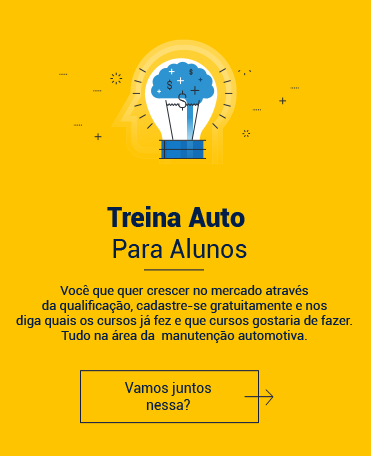 Treina Auto
Para Alunos
Você que quer crescer no mercado através
da qualificação, cadastre-se gratuitamente e nos
diga quais os cursos já fez e que cursos gostaria de fazer.
Tudo na área da manutenção automotiva.
Vamos juntos
nessa?